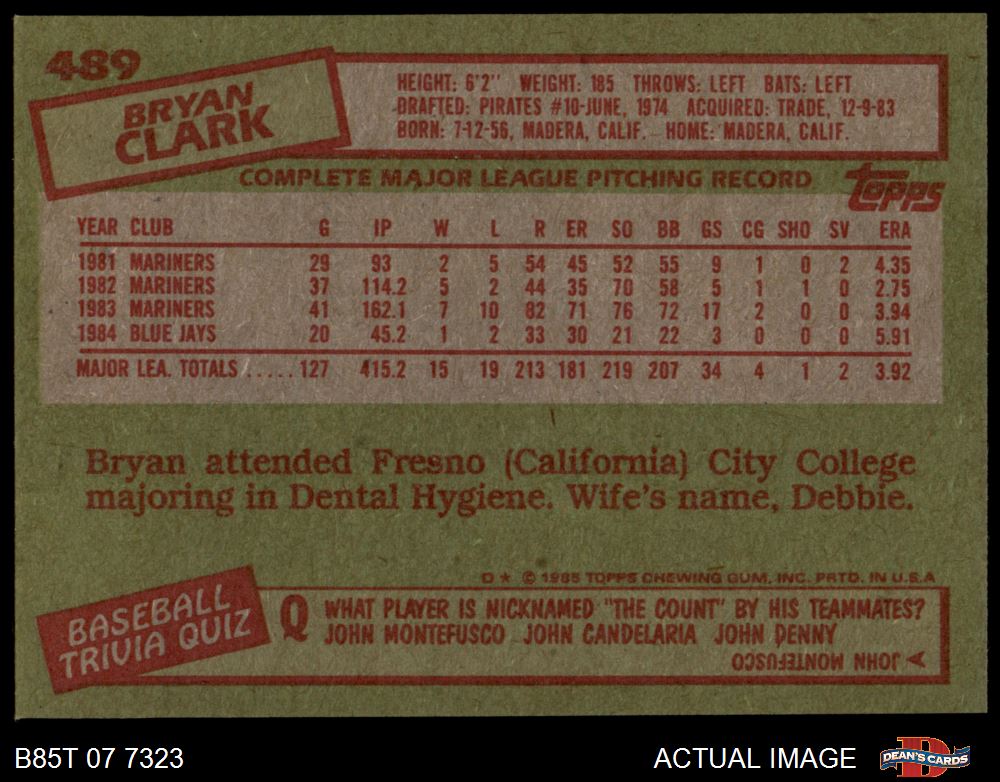 489
BRYAN
CLARK
HEIGHT: 6'2" WEIGHT: 185 THROWS: LEFT BATS: LEFT
DRAFTED: PIRATES #10-JUNE, 1974 ACQUIRED: TRADE, 12-9-83
BORN: 7-12-56, MADERA, CALIF. HOME: MADERA, CALIF.
COMPLETE MAJOR LEAGUE PITCHING RECORD
topps
YEAR CLUB G IP W L R ER SO BB GS CG SHO SV ERA
1981 MARINERS 29 93 2 5 54 45 52 55 9 1 0 2 4.35
1982 MARINERS 37 114.2 5 2 44 35 70 58 5 1 1 0 2.75
1983 MARINERS 41 162.1 7 10 82 71 76 72 17 2 0 0 3.94
1984 BLUE JAYS 20 45.2 1 2 33 30 21 22 3 0 0 0 5.91
MAJOR LEA. TOTALS ..... 127 415.2 15 19 213 181 219 207 34 4 1 2 3.92
Bryan attended Fresno (California) City College
majoring in Dental Hygiene. Wife's name, Debbie.
D * © 1985 TOPPS CHEWING GUM, INC. PRTD. IN U.S.A
BASEBALL
TRIVIA QUIZ
Q WHAT PLAYER IS NICKNAMED "THE COUNT" BY HIS TEAMMATES?
JOHN MONTEFUSCO JOHN CANDELARIA JOHN DENNY
A JOHN MONTEFUSCO
B85T 07 7323
ACTUAL IMAGE
D
DEAN'S CARDS